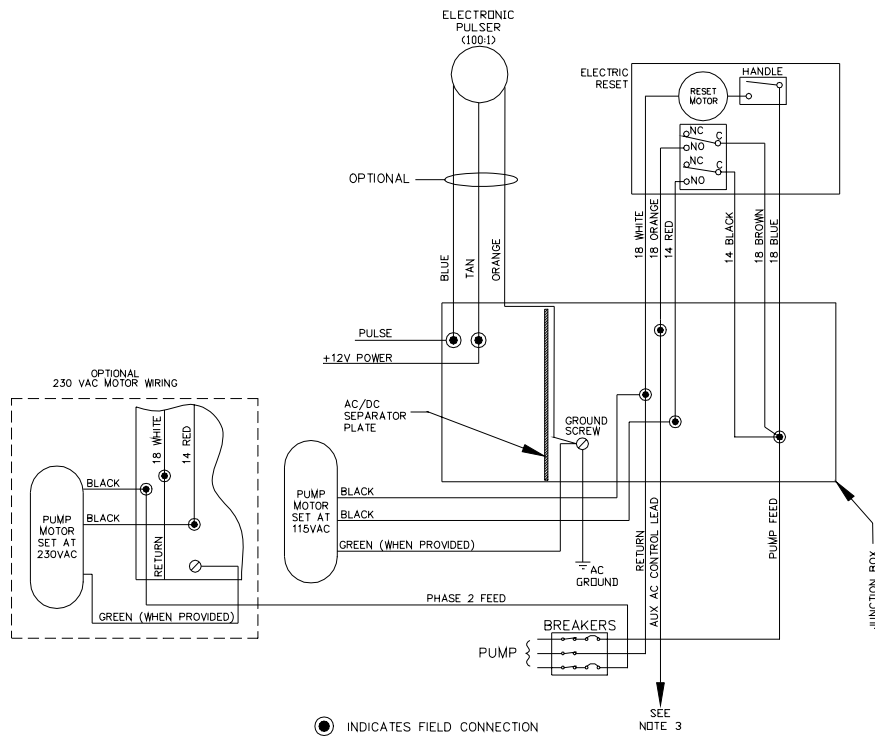 ELECTRONIC
PULSER
(100:1)
ELECTRIC
RESET
RESET
MOTOR
HANDLE
NC
C
NO
NC
C
NO
OPTIONAL
BLUE
TAN
ORANGE
18 WHITE
18 ORANGE
14 RED
14 BLACK
18 BROWN
18 BLUE
PULSE
+12V POWER
OPTIONAL
230 VAC MOTOR WIRING
AC/DC
SEPARATOR
PLATE
GROUND
SCREW
18 WHITE
14 RED
BLACK
BLACK
PUMP
MOTOR
SET AT
230VAC
RETURN
GREEN (WHEN PROVIDED)
PUMP
MOTOR
SET AT
115VAC
BLACK
BLACK
GREEN (WHEN PROVIDED)
AC
GROUND
RETURN
AUX AC CONTROL LEAD
PUMP FEED
JUNCTION BOX
PHASE 2 FEED
BREAKERS
PUMP
SEE
NOTE 3
INDICATES FIELD CONNECTION